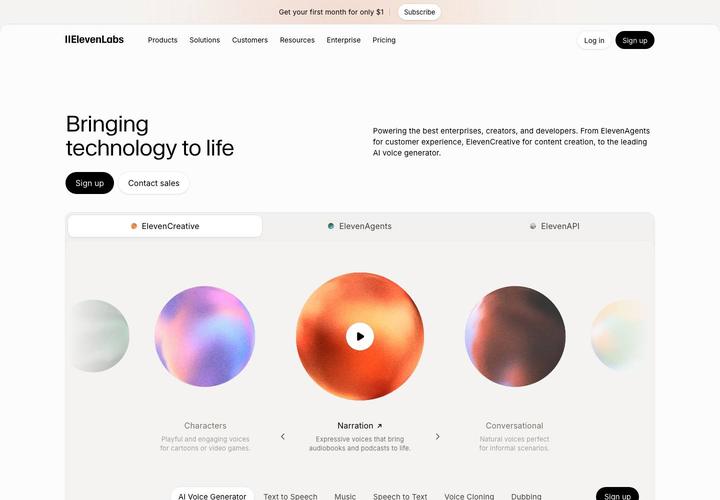 Get your first month for only $1
Subscribe
IIElevenLabs
Products
Solutions
Customers
Resources
Enterprise
Pricing
Log in
Sign up
Bringing
technology to life
Powering the best enterprises, creators, and developers. From ElevenAgents
for customer experience, ElevenCreative for content creation, to the leading
AI voice generator.
Sign up
Contact sales
ElevenCreative
ElevenAgents
ElevenAPI
Characters
Playful and engaging voices
for cartoons or video games.
Narration ↗
Expressive voices that bring
audiobooks and podcasts to life.
Conversational
Natural voices perfect
for informal scenarios.
AI Voice Generator
Text to Speech
Music
Speech to Text
Voice Cloning
Dubbing
Sign up